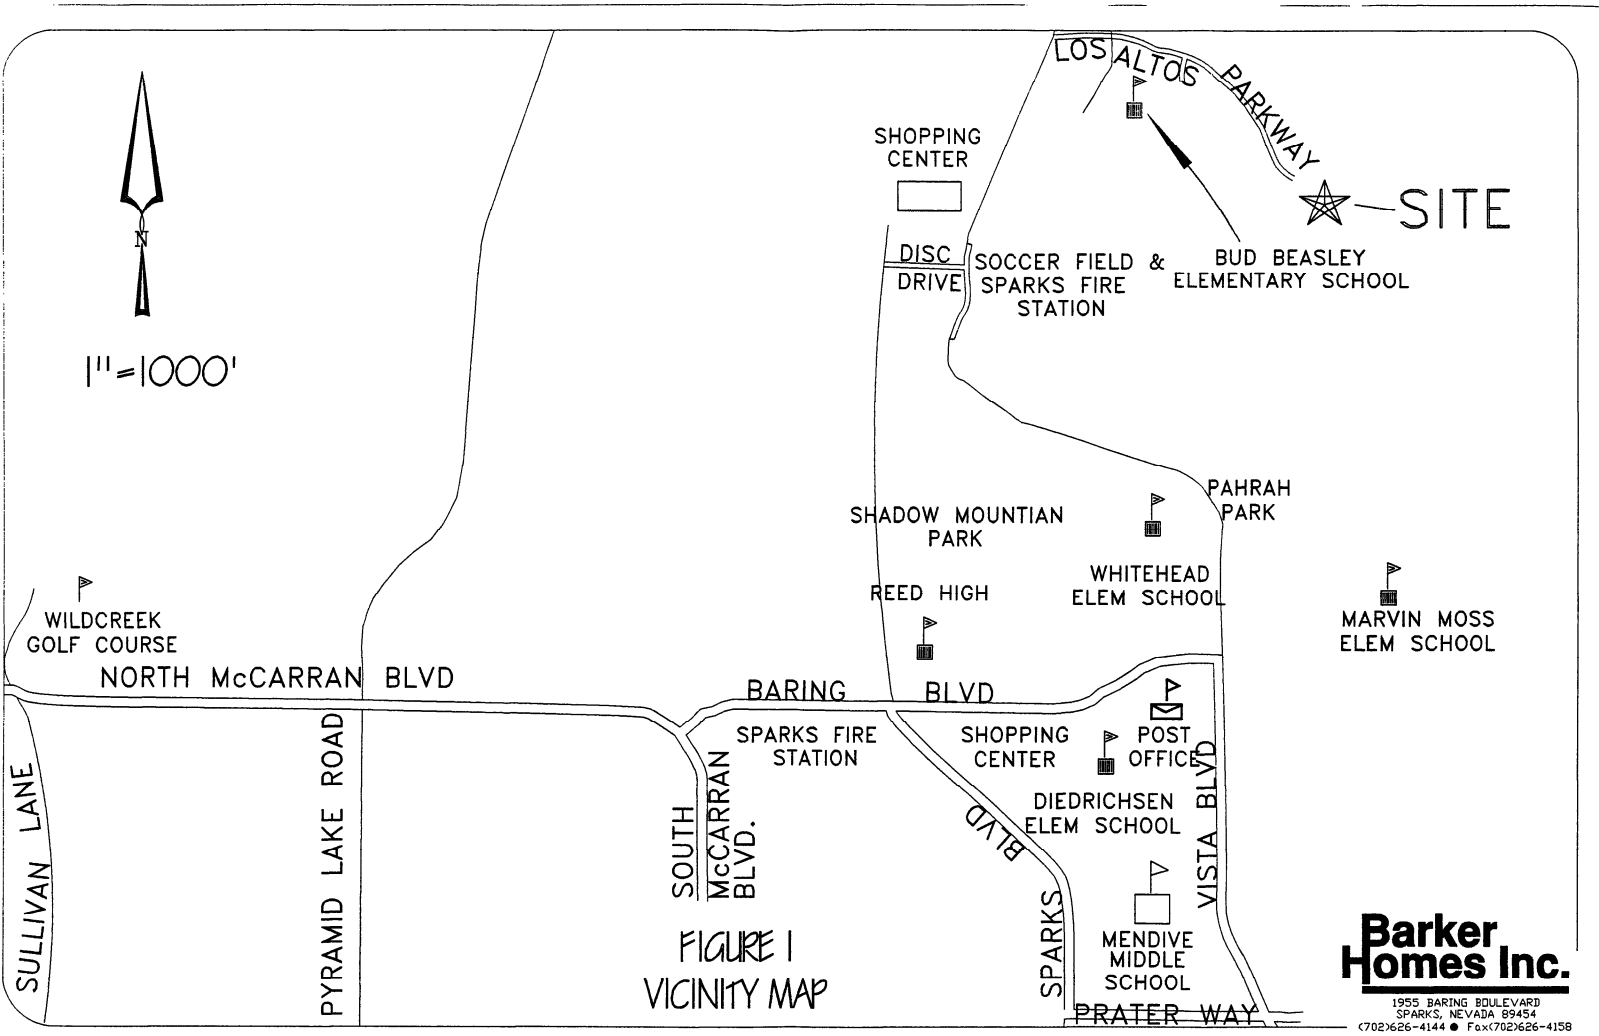 LOS ALTOS PARKWAY
SHOPPING
CENTER
SITE
N
DISC
DRIVE
SOCCER FIELD &
SPARKS FIRE
STATION
BUD BEASLEY
ELEMENTARY SCHOOL
1"=1000'
PAHRAH
PARK
SHADOW MOUNTIAN
PARK
WHITEHEAD
ELEM SCHOOL
REED HIGH
MARVIN MOSS
ELEM SCHOOL
WILDCREEK
GOLF COURSE
NORTH McCARRAN BLVD
BARING BLVD
SPARKS FIRE
STATION
SHOPPING
CENTER
POST
OFFICE
DIEDRICHSEN
ELEM SCHOOL
SULLIVAN LANE
PYRAMID LAKE ROAD
SOUTH
McCARRAN
BLVD.
SPARKS BLVD
VISTA BLVD
MENDIVE
MIDDLE
SCHOOL
PRATER WAY
FIGURE 1
VICINITY MAP
Barker
Homes Inc.
1955 BARING BOULEVARD
SPARKS, NEVADA 89454
(702)626-4144 ● Fax(702)626-4158